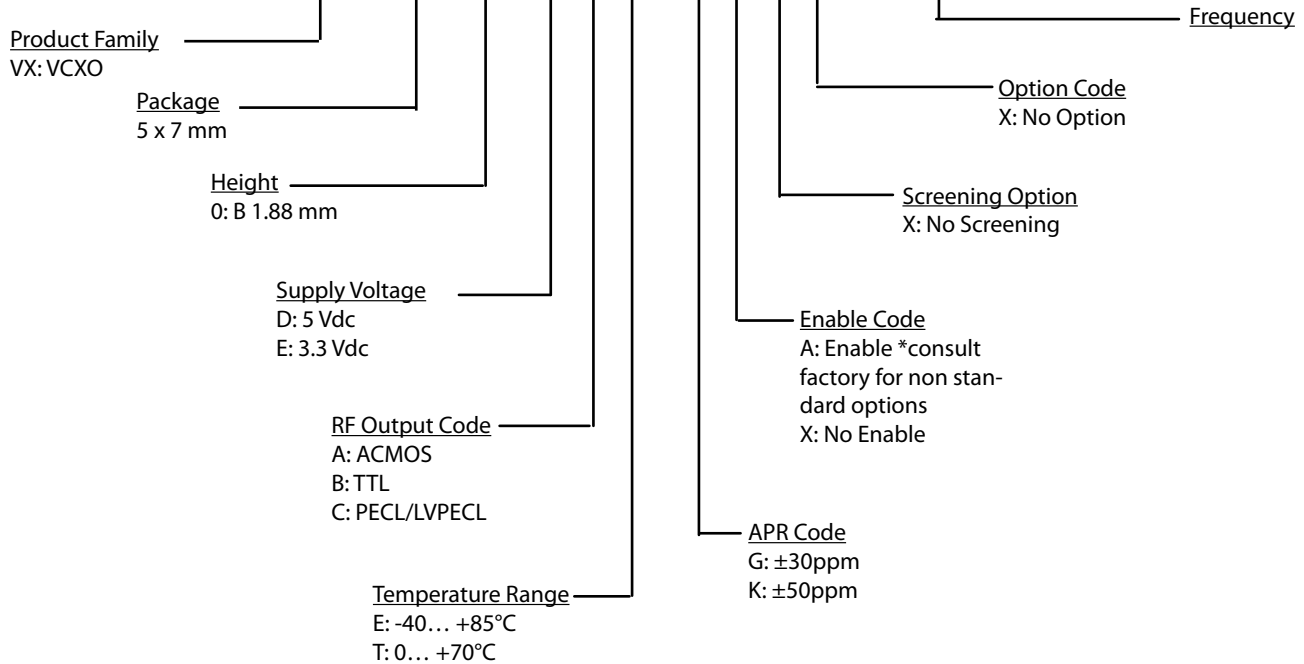 Frequency
Product Family
VX: VCXO
Option Code
X: No Option
Package
5 x 7 mm
Height
0: B 1.88 mm
Screening Option
X: No Screening
Supply Voltage
D: 5 Vdc
E: 3.3 Vdc
Enable Code
A: Enable *consult
factory for non stan-
dard options
X: No Enable
RF Output Code
A: ACMOS
B: TTL
C: PECL/LVPECL
APR Code
G: ±30ppm
K: ±50ppm
Temperature Range
E: -40… +85°C
T: 0… +70°C